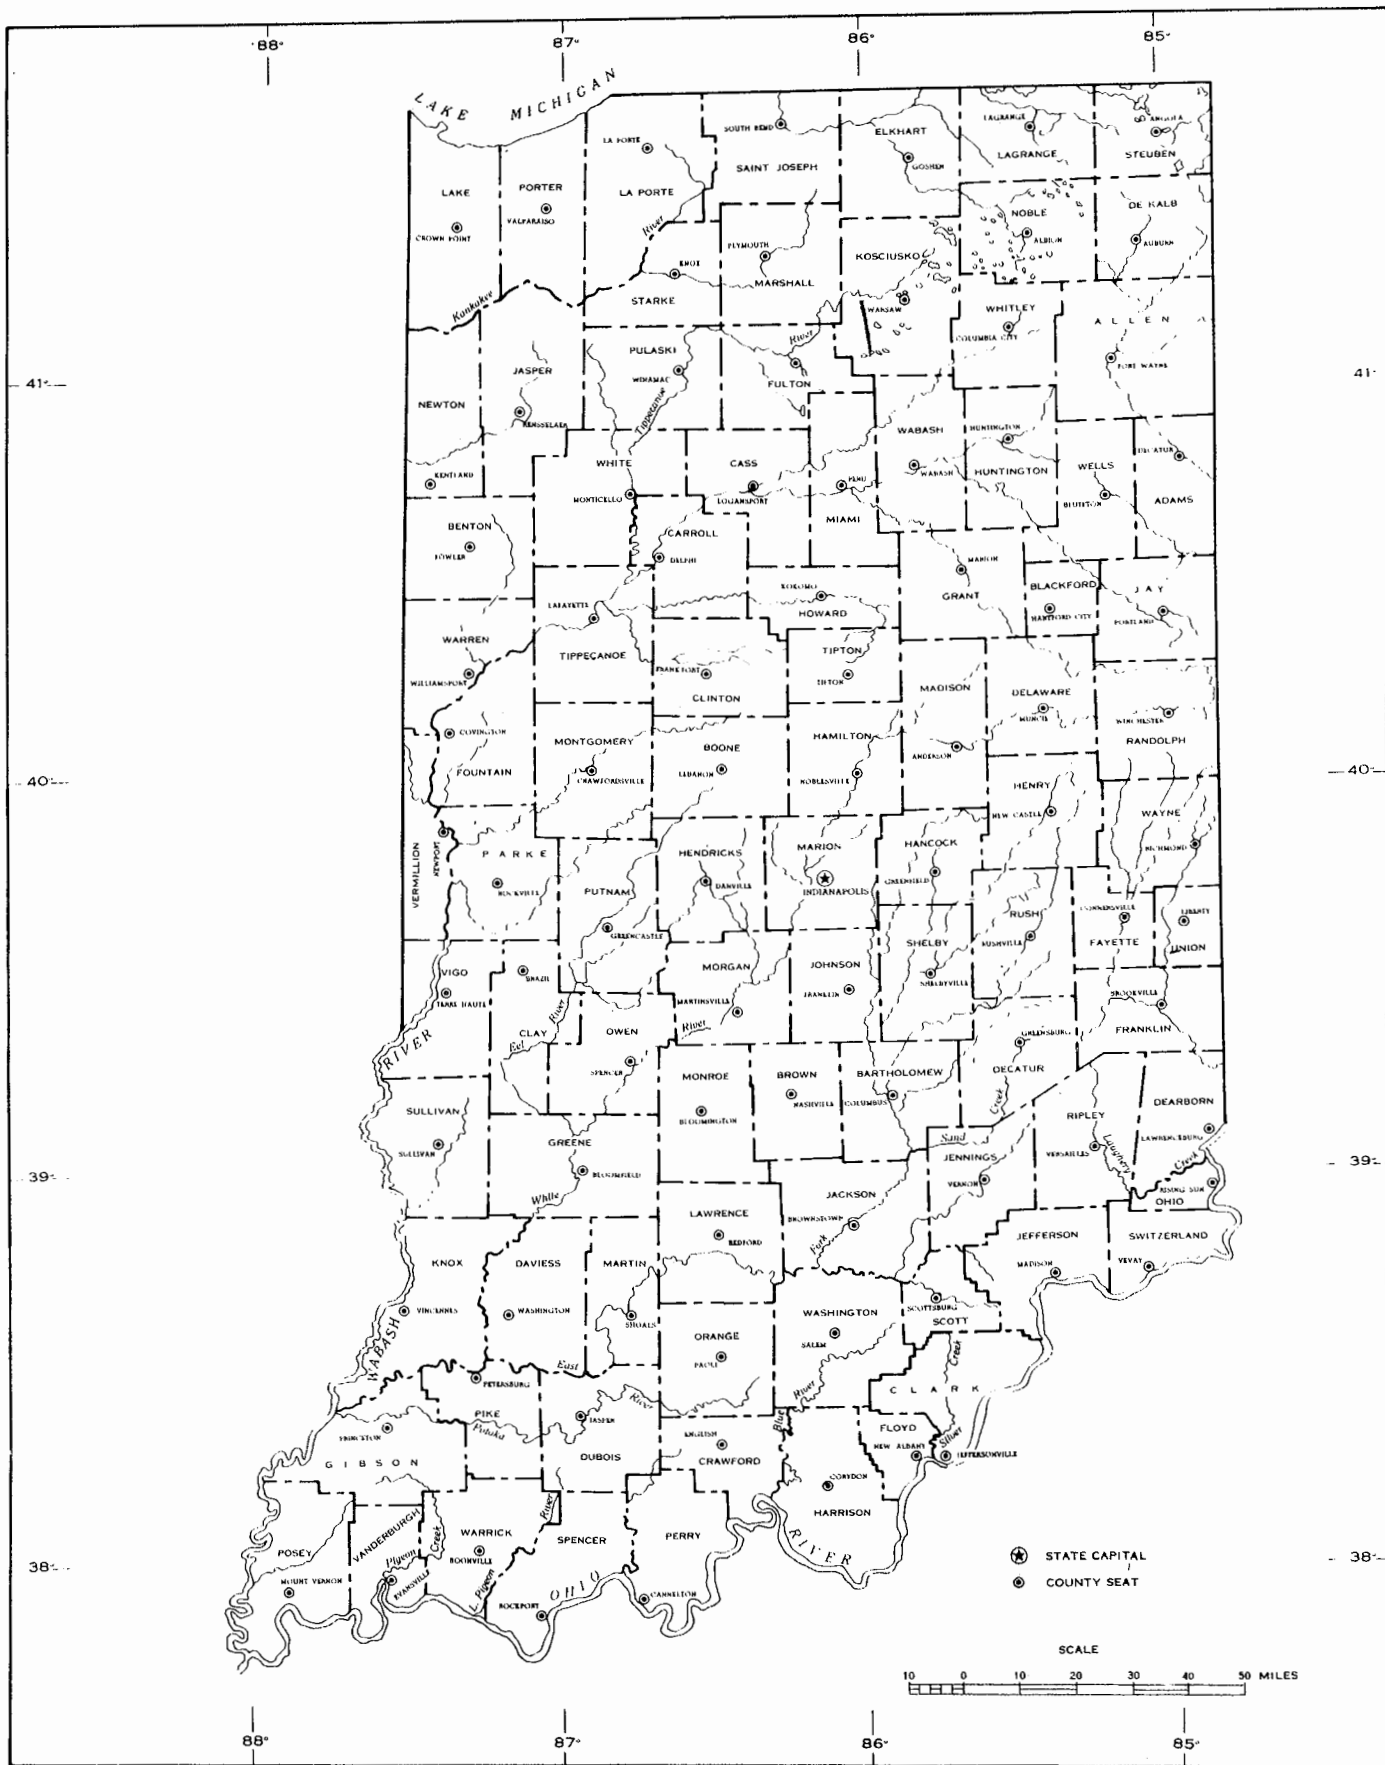 88° 87° 86° 85°
LAKE MICHIGAN
LAGRANGE ANGOLA
SOUTH BEND ELKHART
LA PORTE
LAGRANGE STEUBEN
GOSHEN
SAINT JOSEPH
LAKE PORTER LA PORTE
NOBLE DE KALB
VALPARAISO River
CROWN POINT PLYMOUTH ALBION AUBURN
KOSCIUSKO
KNOX MARSHALL
Kankakee STARKE
WARSAW WHITLEY
ALLEN
River COLUMBIA CITY
PULASKI
FORT WAYNE
JASPER WINAMAC FULTON
41° 41°
NEWTON Tippecanoe
RENSSELAER WABASH HUNTINGTON
DECATUR
WHITE CASS
KENTLAND WABASH HUNTINGTON WELLS
PERU
MONTICELLO LOGANSPORT BLUFFTON ADAMS
MIAMI
BENTON CARROLL
FOWLER DELPHI MARION
KOKOMO BLACKFORD JAY
LAFAYETTE GRANT
HOWARD HARTFORD CITY PORTLAND
WARREN
TIPPECANOE TIPTON
WILLIAMSPORT FRANKFORT TIPTON MADISON
CLINTON DELAWARE
MUNCIE WINCHESTER
COVINGTON MONTGOMERY BOONE HAMILTON RANDOLPH
ANDERSON
FOUNTAIN LEBANON
CRAWFORDSVILLE NOBLESVILLE
40° 40°
HENRY
NEW CASTLE WAYNE
VERMILLION NEWPORT PARKE HENDRICKS MARION HANCOCK RICHMOND
ROCKVILLE PUTNAM DANVILLE INDIANAPOLIS GREENFIELD
CONNERSVILLE LIBERTY
RUSH
GREENCASTLE SHELBY RUSHVILLE FAYETTE UNION
VIGO MORGAN JOHNSON
BRAZIL SHELBYVILLE
TERRE HAUTE MARTINSVILLE FRANKLIN BROOKVILLE
River River
CLAY OWEN GREENSBURG FRANKLIN
RIVER Eel
SPENCER MONROE BROWN BARTHOLOMEW DECATUR
NASHVILLE COLUMBUS Creek
SULLIVAN BLOOMINGTON RIPLEY DEARBORN
GREENE Sand LAWRENCEBURG
SULLIVAN JENNINGS VERSAILLES Laughery
BLOOMFIELD Creek
39° VERNON 39°
White JACKSON RISING SUN
OHIO
LAWRENCE BROWNSTOWN
BEDFORD Fork JEFFERSON SWITZERLAND
KNOX DAVIESS MARTIN
MADISON VEVAY
VINCENNES WASHINGTON SHOALS WASHINGTON SCOTTSBURG
SCOTT
WABASH ORANGE SALEM
PAOLI Creek
East
PETERSBURG River CLARK
PIKE River
JASPER Blue FLOYD
PRINCETON Patoka ENGLISH NEW ALBANY Silver
JEFFERSONVILLE
GIBSON DUBOIS CRAWFORD
CORYDON
HARRISON
River
VANDERBURGH WARRICK SPENCER PERRY RIVER
Creek
POSEY Pigeon BOONVILLE
STATE CAPITAL
MOUNT VERNON EVANSVILLE L. Pigeon OHIO CANNELTON
COUNTY SEAT
ROCKPORT
38° 38°
SCALE
10 0 10 20 30 40 50 MILES
88° 87° 86° 85°